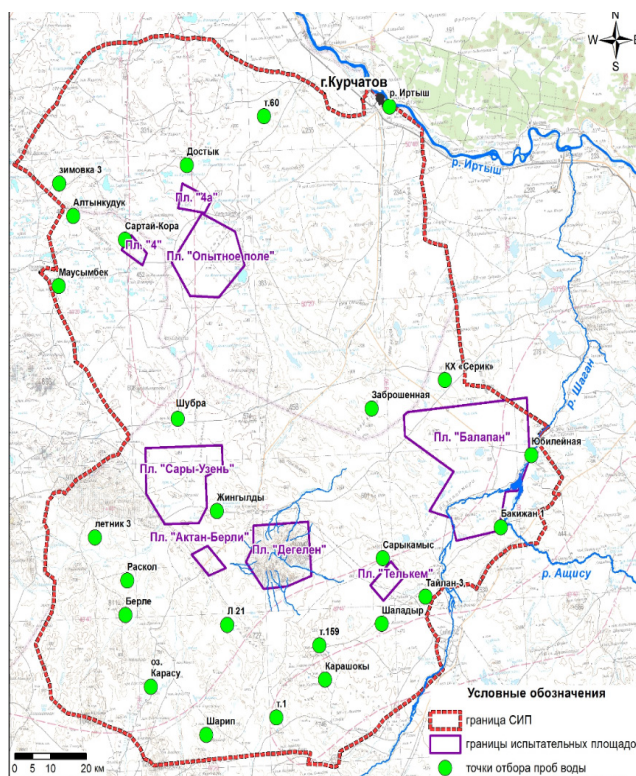 N
W
E
S
г.Курчатов
р. Иртыш
т.60
Достык
р. Иртыш
зимовка 3
Пл. "4а"
Алтынкудук
Сартай-Кора
Пл. "4"
Пл. "Опытное поле"
Маусымбек
р. Шаган
КХ «Серик»
Заброшенная
Шубра
Пл. "Балапан"
Юбилейная
Пл. "Сары-Узень"
Жингылды
Бакижан 1
летник 3
Пл. "Актан-Берли"
Пл. "Дегелен"
Сарыкамыс
Пл. "Телькем"
р. Ащису
Раскол
Тайлан 3,
Берле
Л 21
Шаладыр
т.159
оз.
Карасу
Карашокы
т.1
Шарип
Условные обозначения
граница СИП
границы испытательных площадо
точки отбора проб воды
0 5 10 20
км